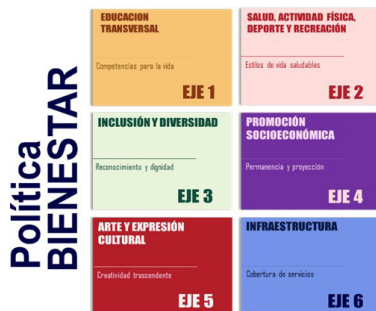 Política
BIENESTAR
EDUCACION
TRANSVERSAL
Competencias para la vida
EJE 1
SALUD, ACTIVIDAD FÍSICA,
DEPORTE Y RECREACIÓN
Estilos de vida saludables
EJE 2
INCLUSIÓN Y DIVERSIDAD
Reconocimiento y dignidad
EJE 3
PROMOCIÓN
SOCIOECONÓMICA
Permanencia y proyección
EJE 4
ARTE Y EXPRESIÓN
CULTURAL
Creatividad trascendente
EJE 5
INFRAESTRUCTURA
Cobertura de servicios
EJE 6